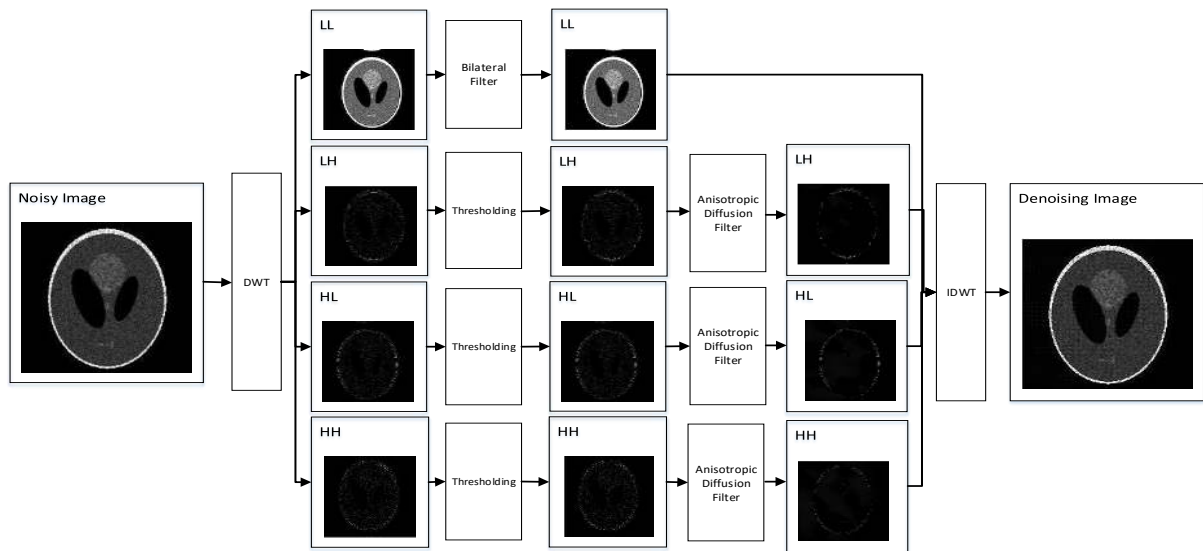 LL
Bilateral
Filter
LL
LH
Thresholding
LH
Anisotropic
Diffusion
Filter
LH
Noisy Image
DWT
IDWT
Denoising Image
HL
Thresholding
HL
Anisotropic
Diffusion
Filter
HL
HH
Thresholding
HH
Anisotropic
Diffusion
Filter
HH